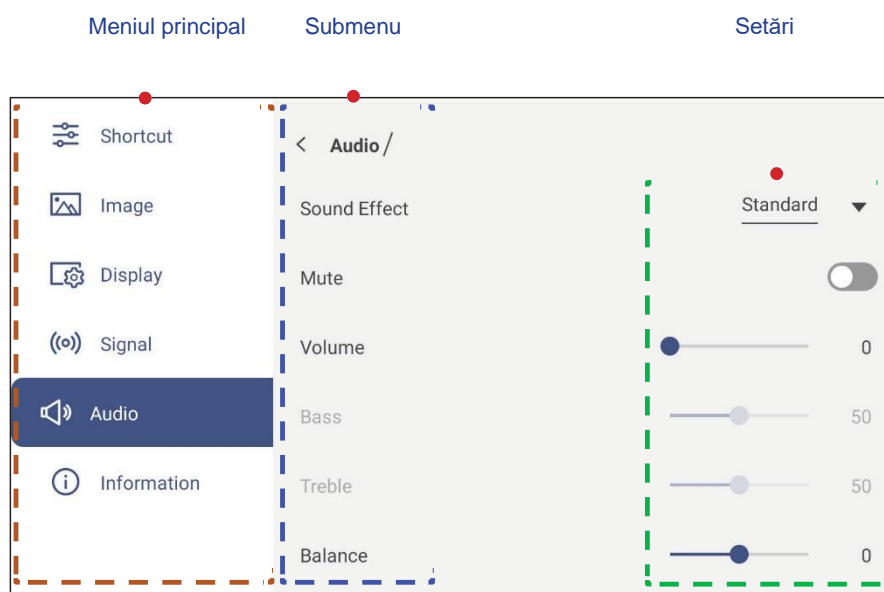 Meniul principal Submenu Setări
Shortcut
Image
Display
Signal
Audio
Information
Audio /
Sound Effect Standard
Mute
Volume 0
Bass 50
Treble 50
Balance 0